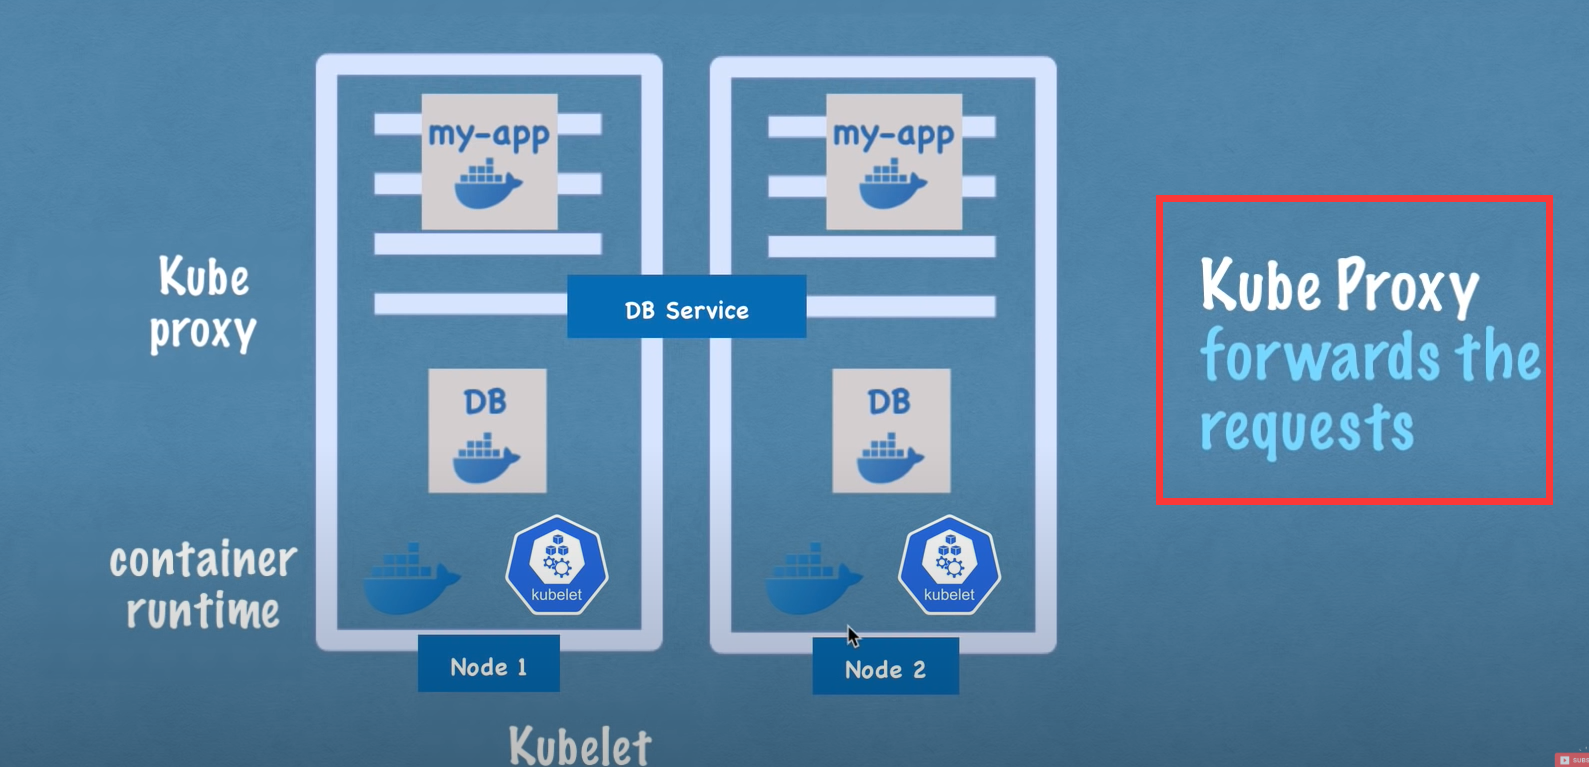 my-app
my-app
Kube
proxy
DB Service
Kube Proxy
forwards the
requests
DB
DB
container
runtime
kubelet
kubelet
Node 1
Node 2
Kubelet